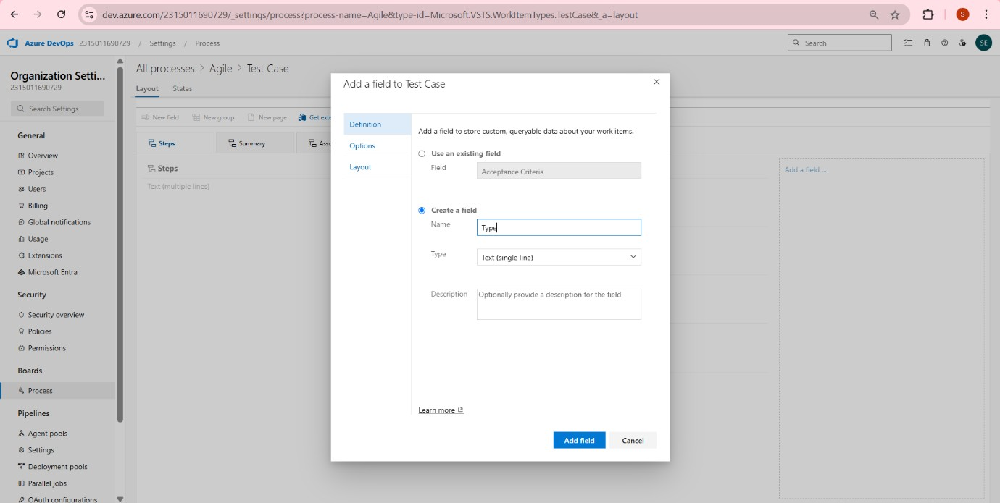 dev.azure.com/2315011690729/_settings/process?process-name=Agile&type-id=Microsoft.VSTS.WorkItemTypes.TestCase&_a=layout
S
Azure DevOps 2315011690729 / Settings / Process
Search
SE
Organization Setti...
2315011690729
Search Settings
General
Overview
Projects
Users
Billing
Global notifications
Usage
Extensions
Microsoft Entra
Security
Security overview
Policies
Permissions
Boards
Process
Pipelines
Agent pools
Settings
Deployment pools
Parallel jobs
OAuth configurations
All processes > Agile > Test Case
Layout States
New field New group New page Get exte
Steps Summary Asso
Steps
Text (multiple lines)
Add a field ...
Add a field to Test Case
Definition
Options
Layout
Add a field to store custom, queryable data about your work items.
Use an existing field
Field Acceptance Criteria
Create a field
Name Type
Type Text (single line)
Description Optionally provide a description for the field
Learn more
Add field Cancel